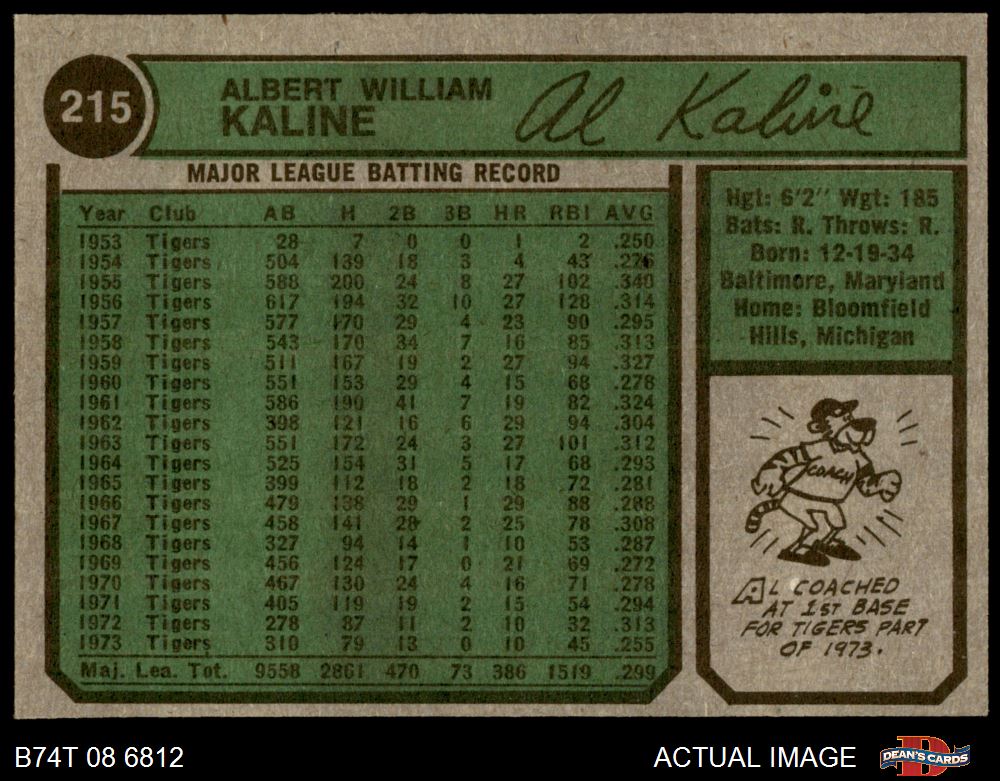 215
ALBERT WILLIAM
KALINE
Al Kaline
MAJOR LEAGUE BATTING RECORD
Year Club AB H 2B 3B HR RBI AVG
1953 Tigers 28 7 0 0 1 2 .250
1954 Tigers 504 139 18 3 4 43 .276
1955 Tigers 588 200 24 8 27 102 .340
1956 Tigers 617 194 32 10 27 128 .314
1957 Tigers 577 170 29 4 23 90 .295
1958 Tigers 543 170 34 7 16 85 .313
1959 Tigers 511 167 19 2 27 94 .327
1960 Tigers 551 153 29 4 15 68 .278
1961 Tigers 586 190 41 7 19 82 .324
1962 Tigers 398 121 16 6 29 94 .304
1963 Tigers 551 172 24 3 27 101 .312
1964 Tigers 525 154 31 5 17 68 .293
1965 Tigers 399 112 18 2 18 72 .281
1966 Tigers 479 138 29 1 29 88 .288
1967 Tigers 458 141 28 2 25 78 .308
1968 Tigers 327 94 14 1 10 53 .287
1969 Tigers 456 124 17 0 21 69 .272
1970 Tigers 467 130 24 4 16 71 .278
1971 Tigers 405 119 19 2 15 54 .294
1972 Tigers 278 87 11 2 10 32 .313
1973 Tigers 310 79 13 0 10 45 .255
Maj. Lea. Tot. 9558 2861 470 73 386 1519 .299
Hgt: 6'2" Wgt: 185
Bats: R. Throws: R.
Born: 12-19-34
Baltimore, Maryland
Home: Bloomfield
Hills, Michigan
COACH
AL COACHED
AT 1ST BASE
FOR TIGERS PART
OF 1973.
B74T 08 6812
ACTUAL IMAGE
D
DEAN'S CARDS